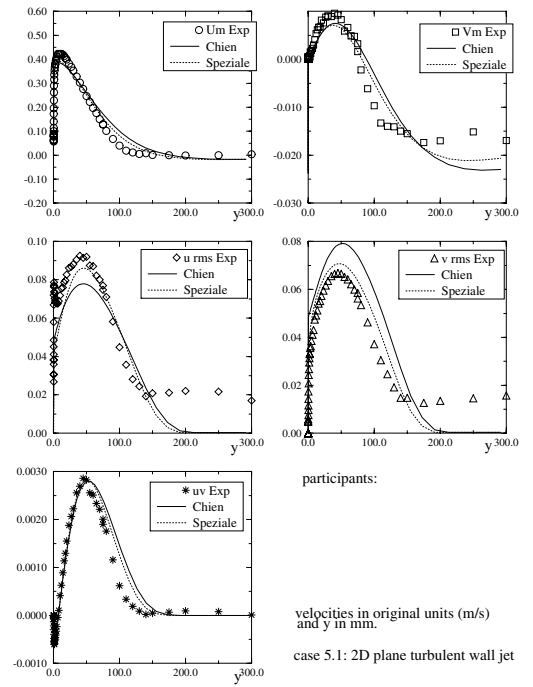 0.60
0.50
0.40
0.30
0.20
0.10
0.00
-0.10
-0.20
0.0 100.0 200.0 300.0
y
Um Exp
Chien
Speziale
0.000
-0.010
-0.020
-0.030
0.0 100.0 200.0 300.0
y
Vm Exp
Chien
Speziale
0.10
0.08
0.06
0.04
0.02
0.00
0.0 100.0 200.0 300.0
y
u rms Exp
Chien
Speziale
0.08
0.06
0.04
0.02
0.00
0.0 100.0 200.0 300.0
y
v rms Exp
Chien
Speziale
0.0030
0.0020
0.0010
0.0000
-0.0010
0.0 100.0 200.0 300.0
y
uv Exp
Chien
Speziale
participants:
velocities in original units (m/s)
and y in mm.
case 5.1: 2D plane turbulent wall jet